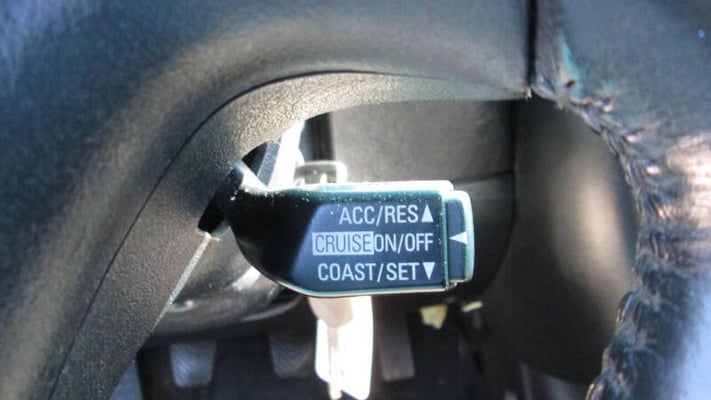 ACC/RES▲
CRUISE ON/OFF ◀
COAST/SET▼